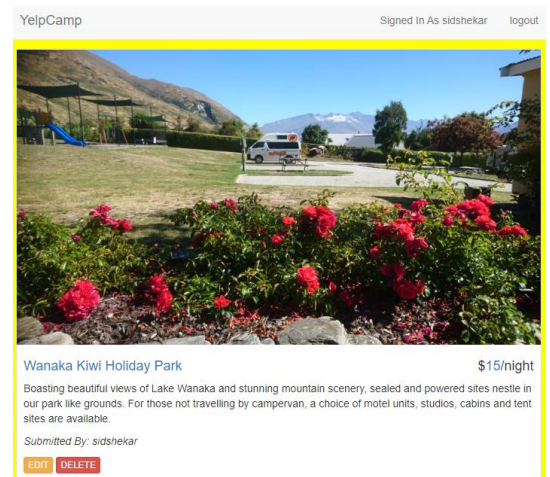 YelpCamp Signed In As sidshekar logout
Wanaka Kiwi Holiday Park $15/night
Boasting beautiful views of Lake Wanaka and stunning mountain scenery, sealed and powered sites nestle in
our park like grounds. For those not travelling by campervan, a choice of motel units, studios, cabins and tent
sites are available.
Submitted By: sidshekar
EDIT DELETE